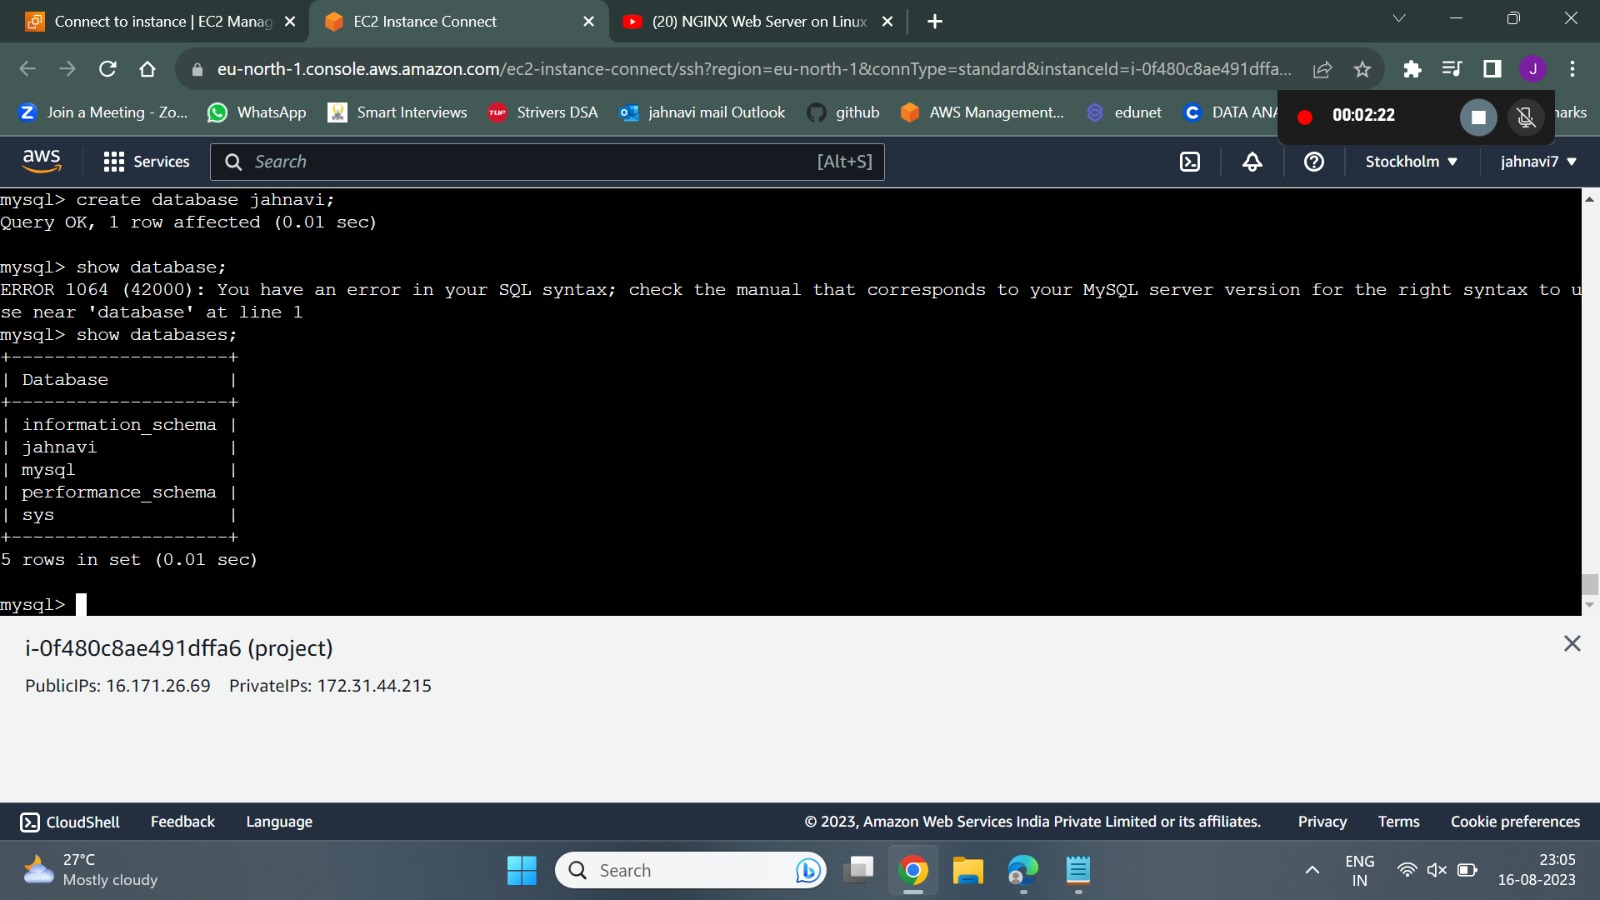 Connect to instance | EC2 Manag
EC2 Instance Connect
(20) NGINX Web Server on Linux
eu-north-1.console.aws.amazon.com/ec2-instance-connect/ssh?region=eu-north-1&connType=standard&instanceId=i-0f480c8ae491dffa...
J
Join a Meeting - Zo...
WhatsApp
Smart Interviews
Strivers DSA
jahnavi mail Outlook
github
AWS Management...
edunet
DATA ANA
00:02:22
arks
aws
Services
Search
[Alt+S]
Stockholm
jahnavi7
mysql> create database jahnavi;
Query OK, 1 row affected (0.01 sec)
mysql> show database;
ERROR 1064 (42000): You have an error in your SQL syntax; check the manual that corresponds to your MySQL server version for the right syntax to u
se near 'database' at line 1
mysql> show databases;
+--------------------+
| Database           |
+--------------------+
| information_schema |
| jahnavi            |
| mysql              |
| performance_schema |
| sys                |
+--------------------+
5 rows in set (0.01 sec)
mysql>
i-0f480c8ae491dffa6 (project)
PublicIPs: 16.171.26.69 PrivateIPs: 172.31.44.215
CloudShell
Feedback
Language
© 2023, Amazon Web Services India Private Limited or its affiliates.
Privacy
Terms
Cookie preferences
27°C
Mostly cloudy
Search
ENG
IN
23:05
16-08-2023